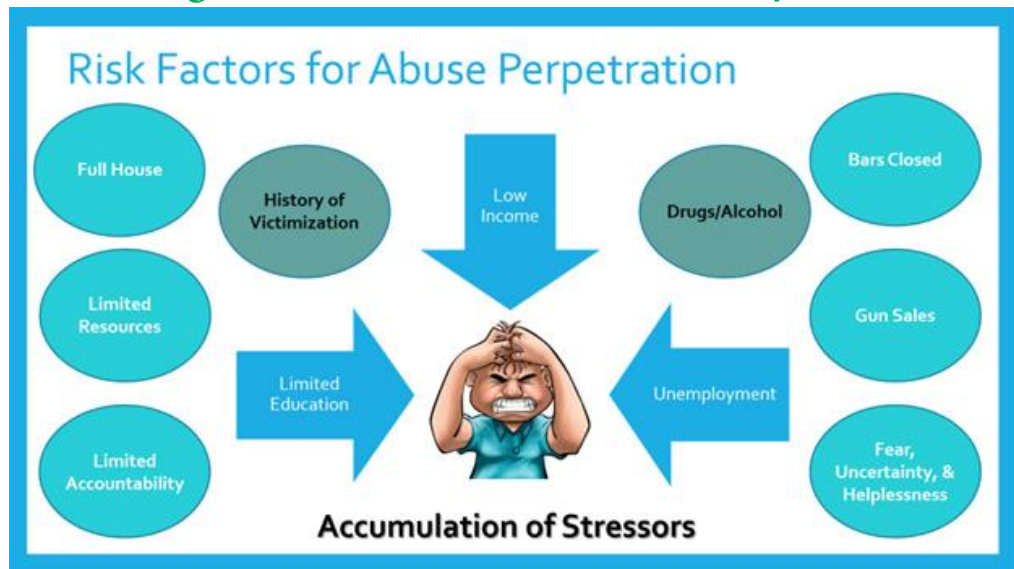 Risk Factors for Abuse Perpetration
Full House
History of
Victimization
Low
Income
Drugs/Alcohol
Bars Closed
Limited
Resources
Gun Sales
Limited
Education
Unemployment
Limited
Accountability
Fear,
Uncertainty, &
Helplessness
Accumulation of Stressors